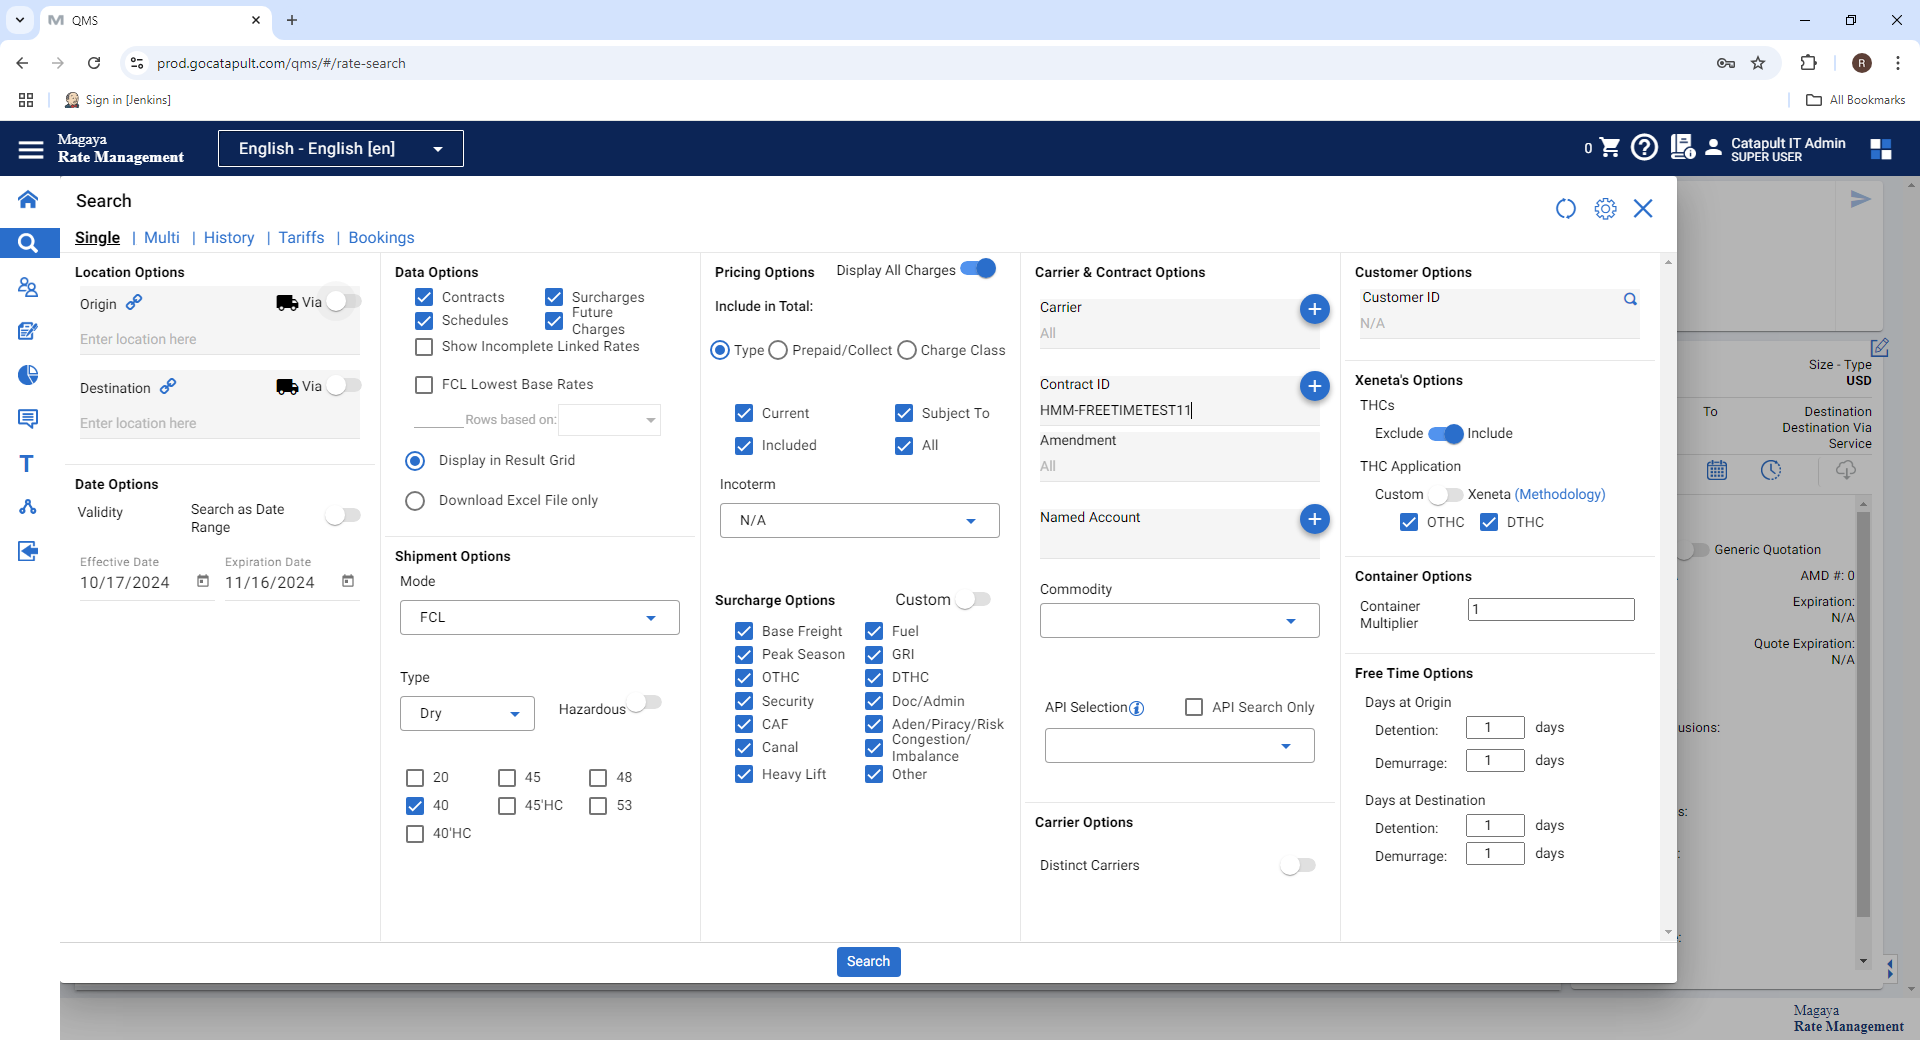 QMS
prod.gocatapult.com/qms/#/rate-search
R
Sign in [Jenkins]
All Bookmarks
Magaya
Rate Management
English - English [en]
0
Catapult IT Admin
SUPER USER
Search
Single | Multi | History | Tariffs | Bookings
Location Options
Origin
Via
Enter location here
Destination
Via
Enter location here
Date Options
Validity
Search as Date
Range
Effective Date
Expiration Date
10/17/2024
11/16/2024
Data Options
Contracts
Surcharges
Schedules
Future
Charges
Show Incomplete Linked Rates
FCL Lowest Base Rates
Rows based on:
Display in Result Grid
Download Excel File only
Shipment Options
Mode
FCL
Type
Dry
Hazardous
20
45
48
40
45'HC
53
40'HC
Pricing Options
Display All Charges
Include in Total:
Type
Prepaid/Collect
Charge Class
Current
Subject To
Included
All
Incoterm
N/A
Surcharge Options
Custom
Base Freight
Fuel
Peak Season
GRI
OTHC
DTHC
Security
Doc/Admin
CAF
Aden/Piracy/Risk
Canal
Congestion/
Imbalance
Heavy Lift
Other
Carrier & Contract Options
Carrier
All
Contract ID
HMM-FREETIMETEST11
Amendment
All
Named Account
Commodity
API Selection
API Search Only
Carrier Options
Distinct Carriers
Customer Options
Customer ID
N/A
Xeneta's Options
THCs
Exclude
Include
THC Application
Custom
Xeneta (Methodology)
OTHC
DTHC
Container Options
Container
Multiplier
1
Free Time Options
Days at Origin
Detention:
1
days
Demurrage:
1
days
Days at Destination
Detention:
1
days
Demurrage:
1
days
Search
Size - Type
USD
To
Destination
Destination Via
Service
Generic Quotation
AMD #: 0
Expiration:
N/A
Quote Expiration:
N/A
usions:
s:
Magaya
Rate Management